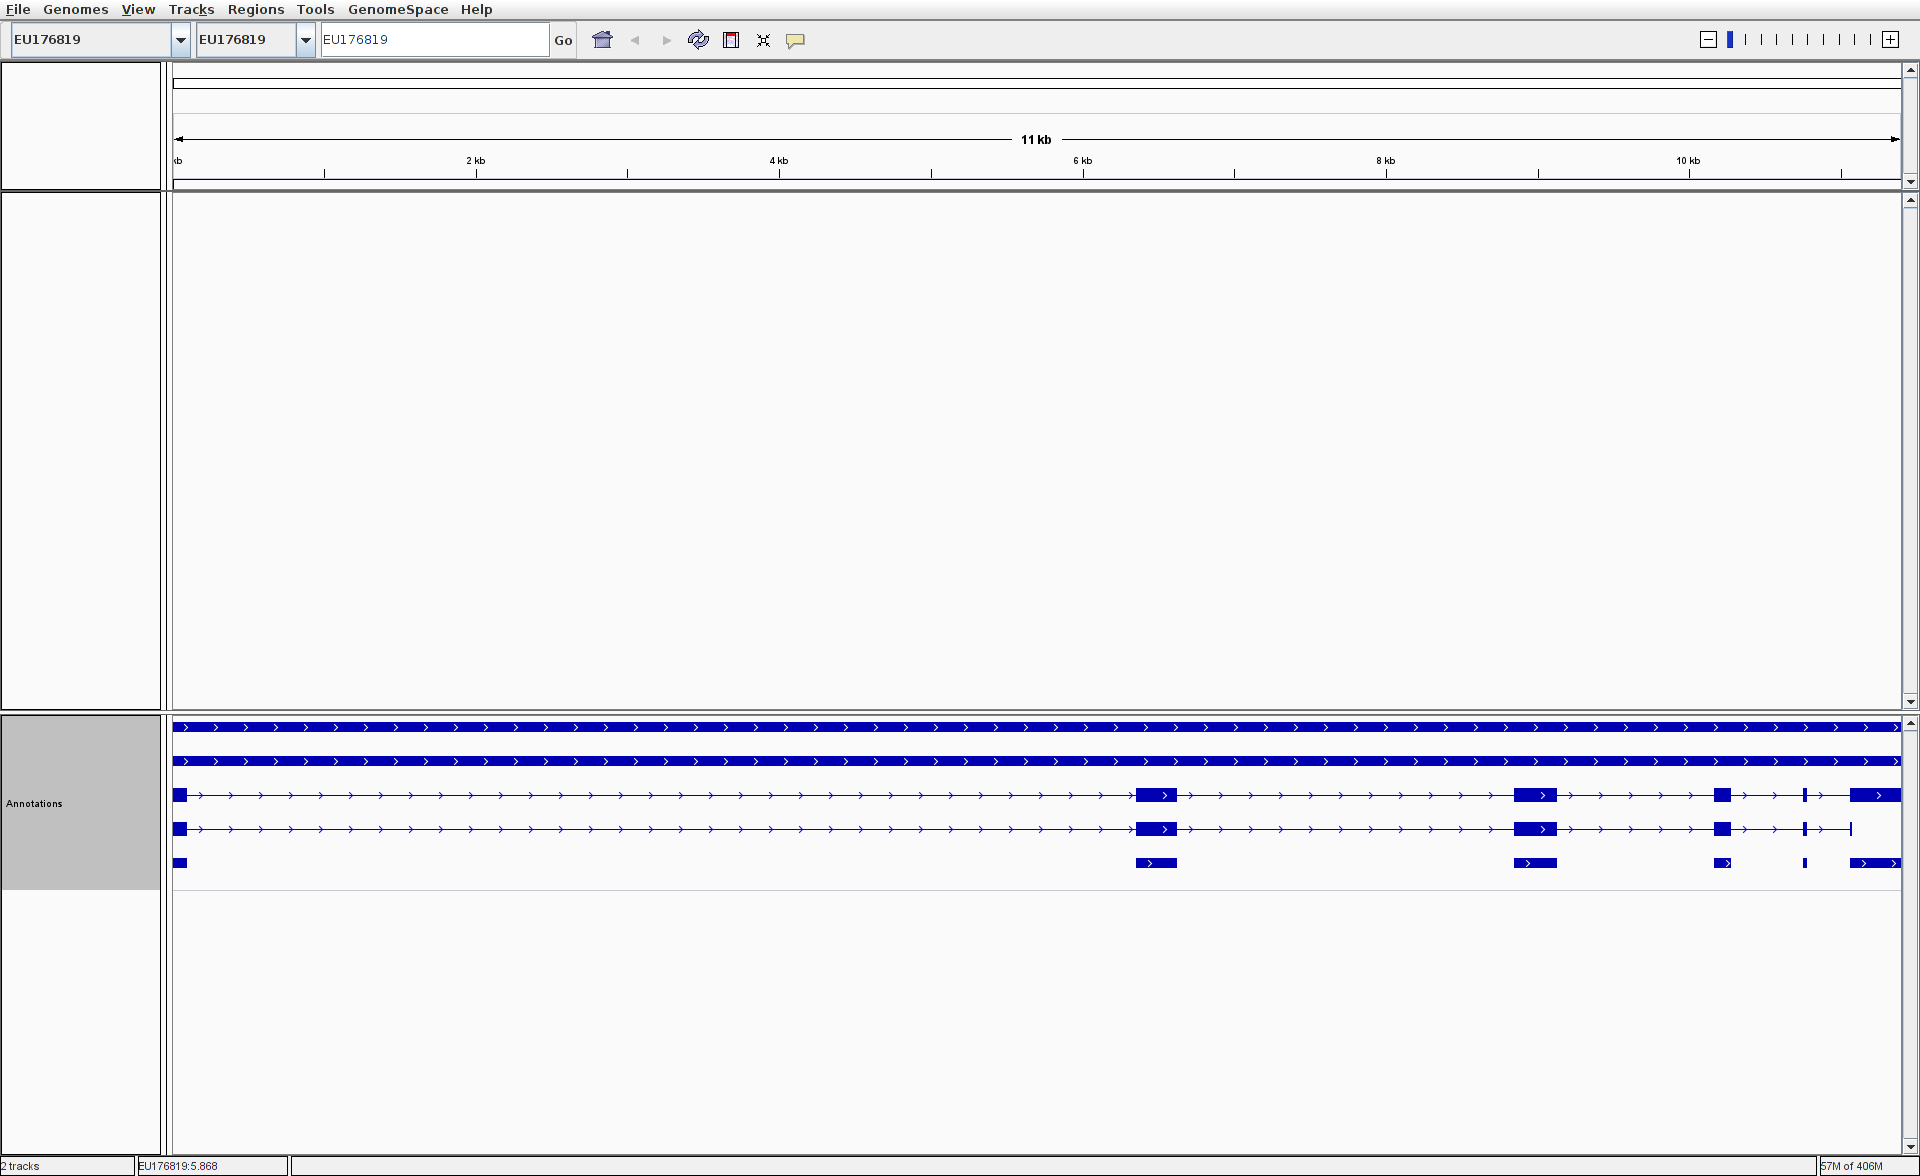 File Genomes View Tracks Regions Tools GenomeSpace Help
EU176819 EU176819 EU176819 Go
11 kb
kb 2 kb 4 kb 6 kb 8 kb 10 kb
Annotations
2 tracks EU176819:5.868 57M of 406M